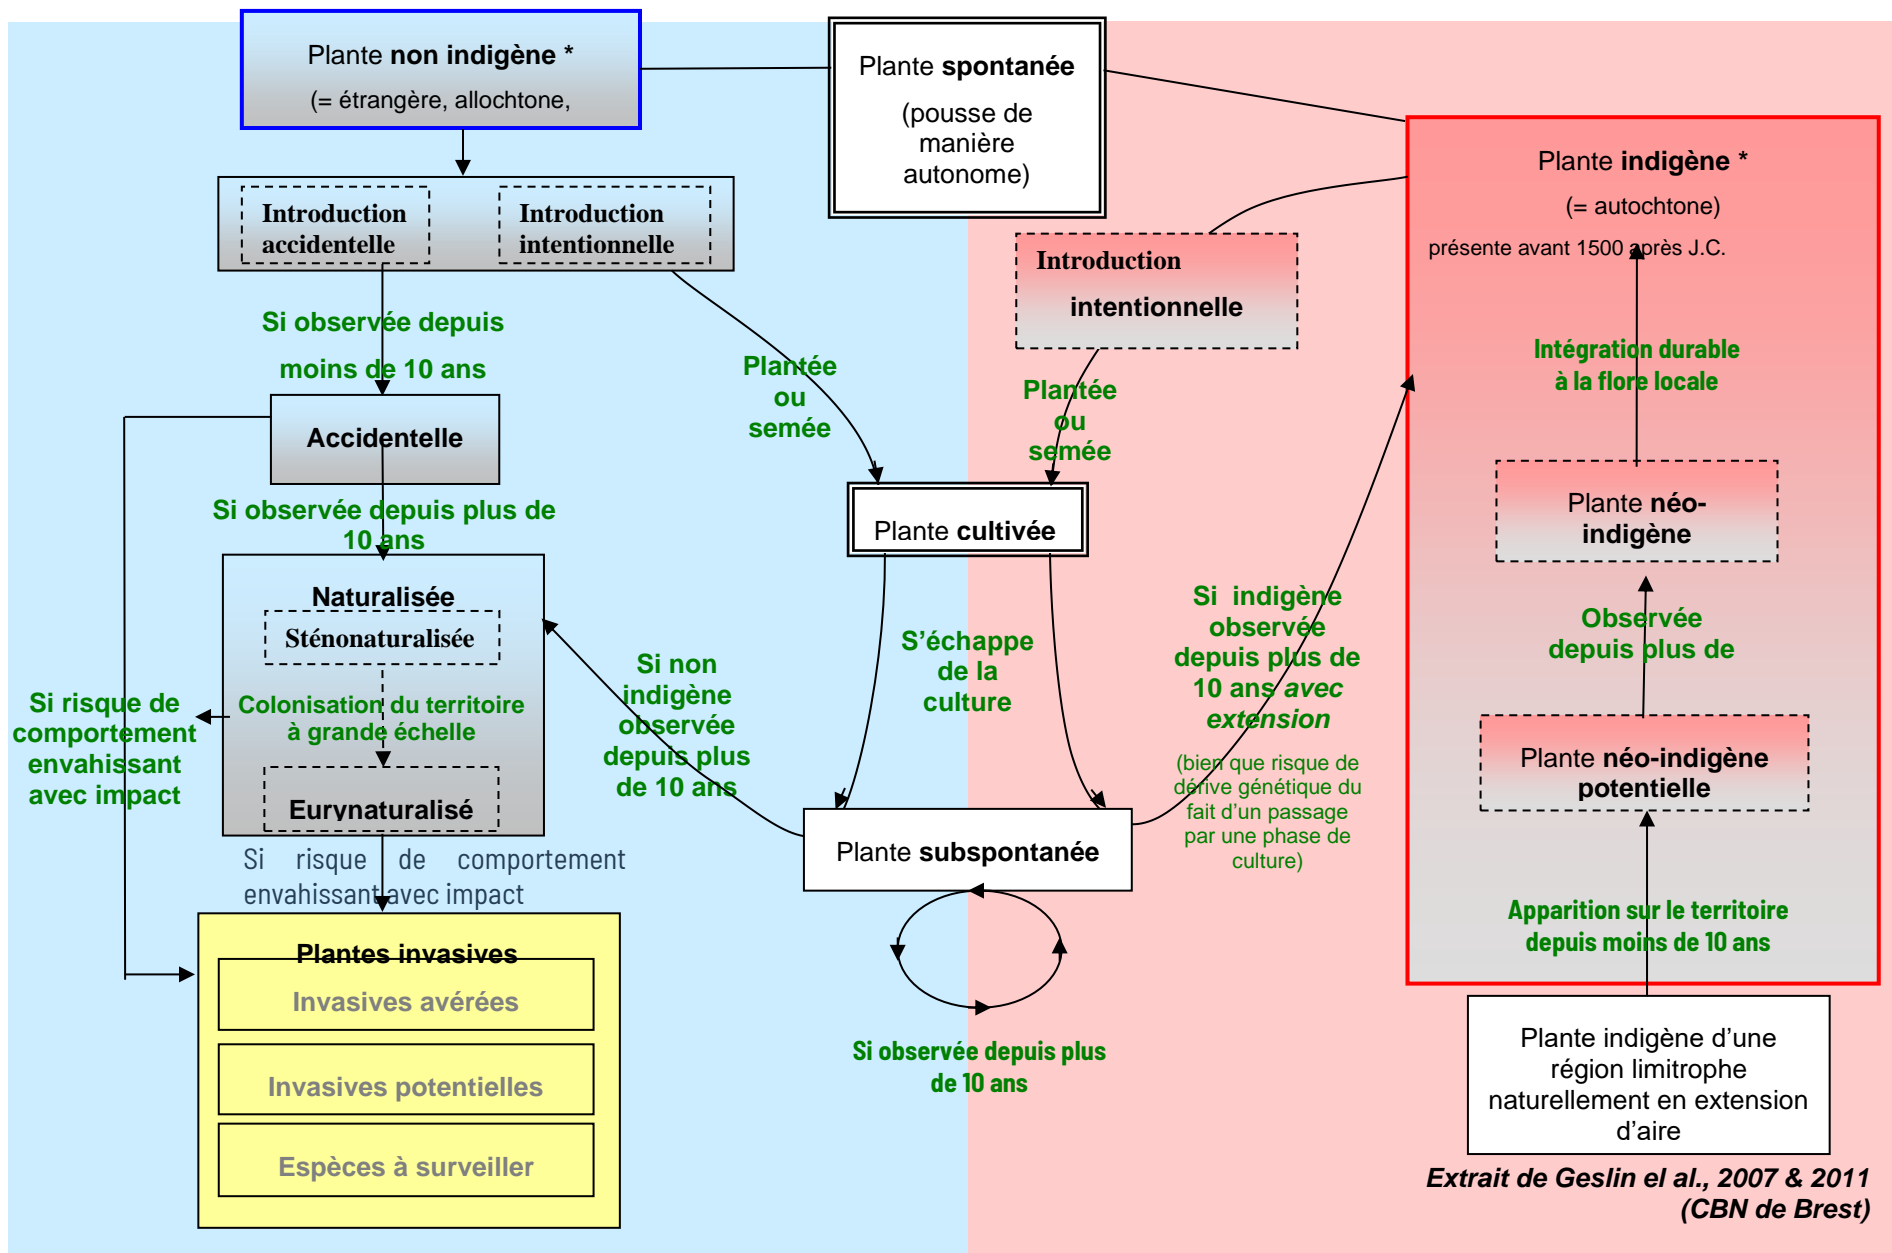 Plante non indigène *
(= étrangère, allochtone,
Plante spontanée
(pousse de
manière
autonome)
Plante indigène *
(= autochtone)
présente avant 1500 après J.C.
Introduction
accidentelle
Introduction
intentionnelle
Introduction
intentionnelle
Si observée depuis
moins de 10 ans
Plantée
ou
semée
Plantée
ou
semée
Intégration durable
à la flore locale
Accidentelle
Si observée depuis plus de
10 ans
Plante cultivée
Plante néo-
indigène
Naturalisée
Sténonaturalisée
Colonisation du territoire
à grande échelle
Eurynaturalisé
Si risque de
comportement
envahissant
avec impact
Si non
indigène
observée
depuis plus
de 10 ans
S’échappe
de la
culture
Si indigène
observée
depuis plus de
10 ans avec
extension
(bien que risque de
dérive génétique du
fait d’un passage
par une phase de
culture)
Observée
depuis plus de
Plante néo-indigène
potentielle
Plante subspontanée
Si risque de comportement
envahissant avec impact
Apparition sur le territoire
depuis moins de 10 ans
Plantes invasives
Invasives avérées
Invasives potentielles
Espèces à surveiller
Si observée depuis plus
de 10 ans
Plante indigène d’une
région limitrophe
naturellement en extension
d’aire
Extrait de Geslin el al., 2007 & 2011
(CBN de Brest)